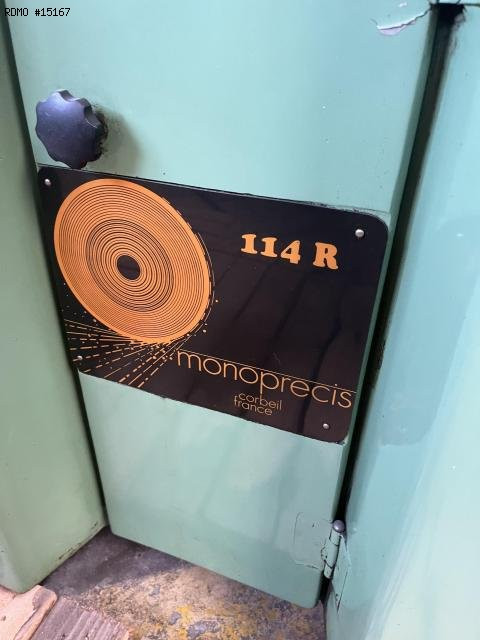 RDMO #15167
114 R
monoprecis
corbeil
france